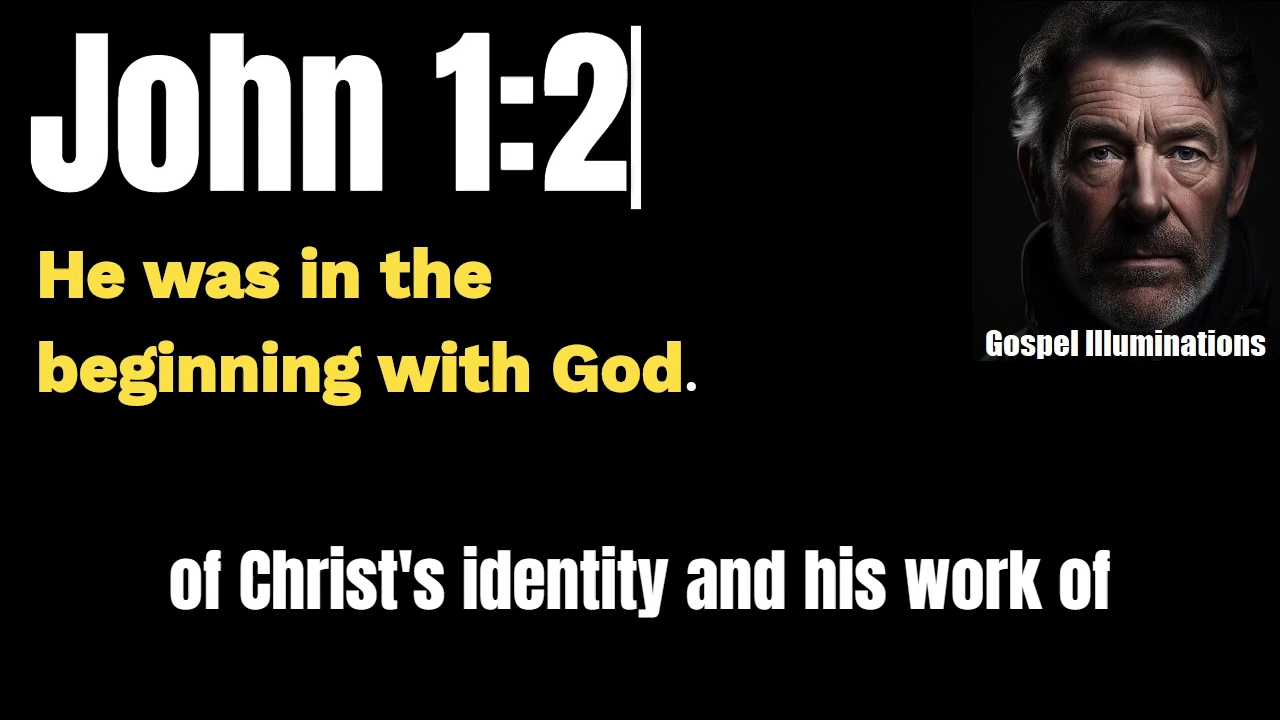 John 1:2
He was in the
beginning with God.
Gospel Illuminations
of Christ's identity and his work of